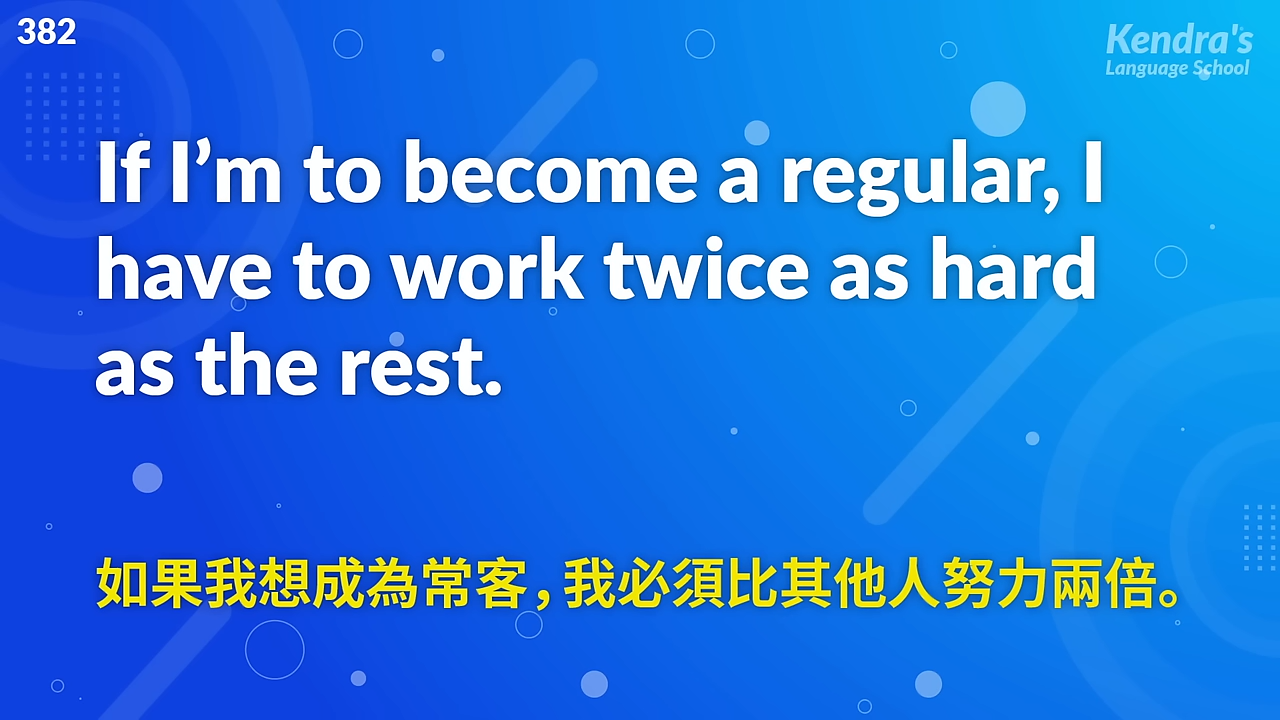 382
Kendra's
Language School
If I’m to become a regular, I
have to work twice as hard
as the rest.
如果我想成為常客，我必須比其他人努力兩倍。